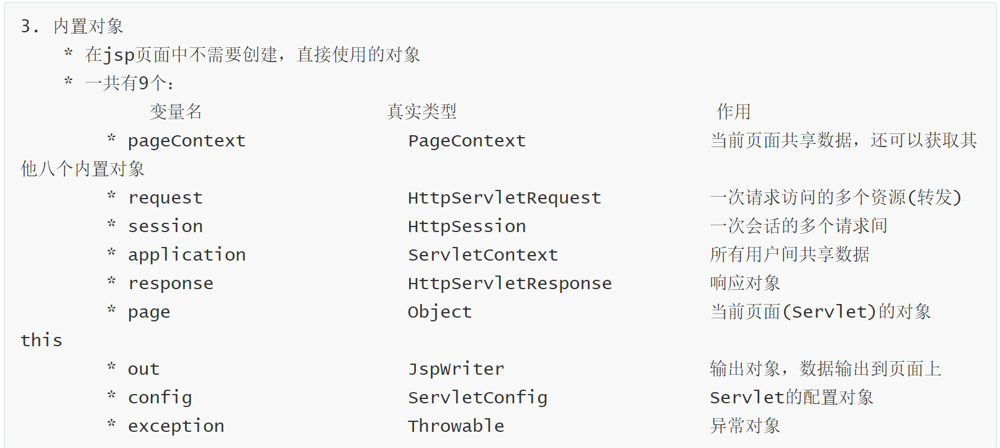 3. 内置对象
* 在jsp页面中不需要创建，直接使用的对象
* 一共有9个：
变量名 真实类型 作用
* pageContext PageContext 当前页面共享数据，还可以获取其
他八个内置对象
* request HttpServletRequest 一次请求访问的多个资源(转发)
* session HttpSession 一次会话的多个请求间
* application ServletContext 所有用户间共享数据
* response HttpServletResponse 响应对象
* page Object 当前页面(Servlet)的对象
this
* out JspWriter 输出对象，数据输出到页面上
* config ServletConfig Servlet的配置对象
* exception Throwable 异常对象